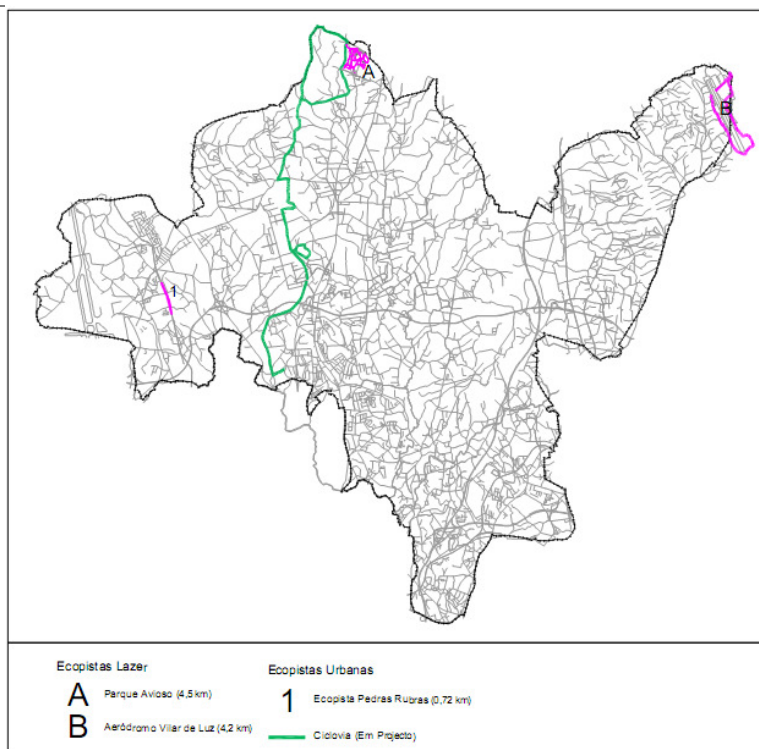 A
B
1
Ecopistas Lazer
A Parque Avioso (4,5 km)
B Aeródromo Vilar de Luz (4,2 km)
Ecopistas Urbanas
1 Ecopista Pedras Rubras (0,72 km)
Ciclovia (Em Projecto)